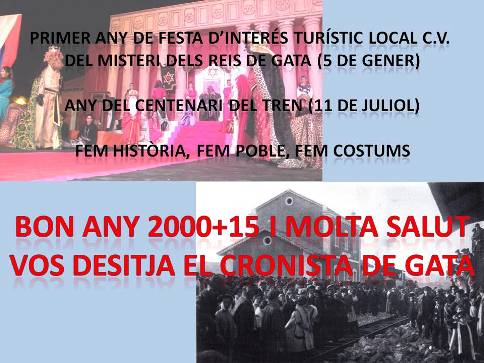 PRIMER ANY DE FESTA D'INTERÉS TURÍSTIC LOCAL C.V.
DEL MISTERI DELS REIS DE GATA (5 DE GENER)
ANY DEL CENTENARI DEL TREN (11 DE JULIOL)
FEM HISTÒRIA, FEM POBLE, FEM COSTUMS
BON ANY 2000+15 I MOLTA SALUT
VOS DESITJA EL CRONISTA DE GATA